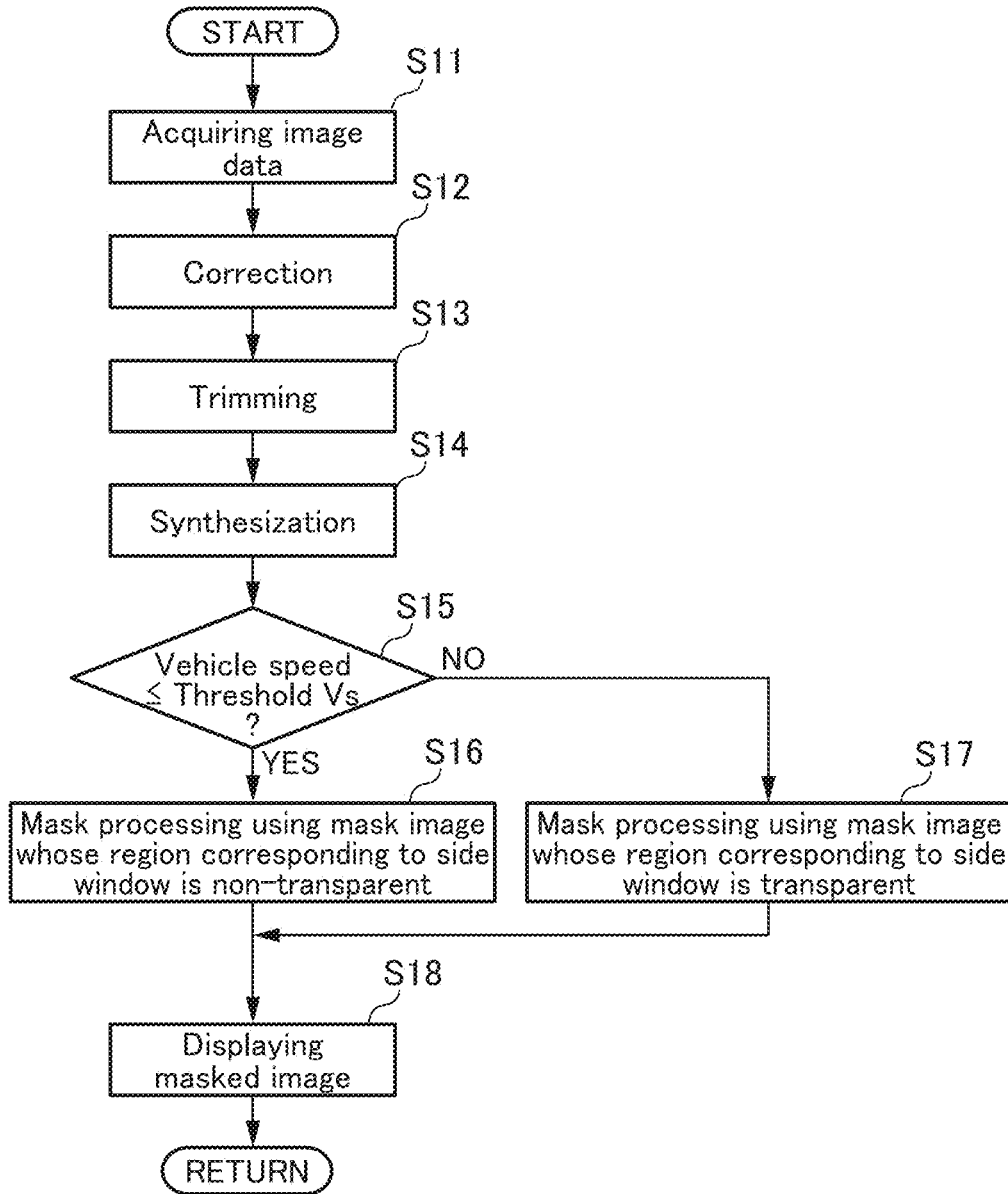 START
S11
Acquiring image
data
S12
Correction
S13
Trimming
S14
Synthesization
S15
Vehicle speed
≦ Threshold Vs
?
NO
YES
S16
Mask processing using mask image
whose region corresponding to side
window is non-transparent
S17
Mask processing using mask image
whose region corresponding to side
window is transparent
S18
Displaying
masked image
RETURN